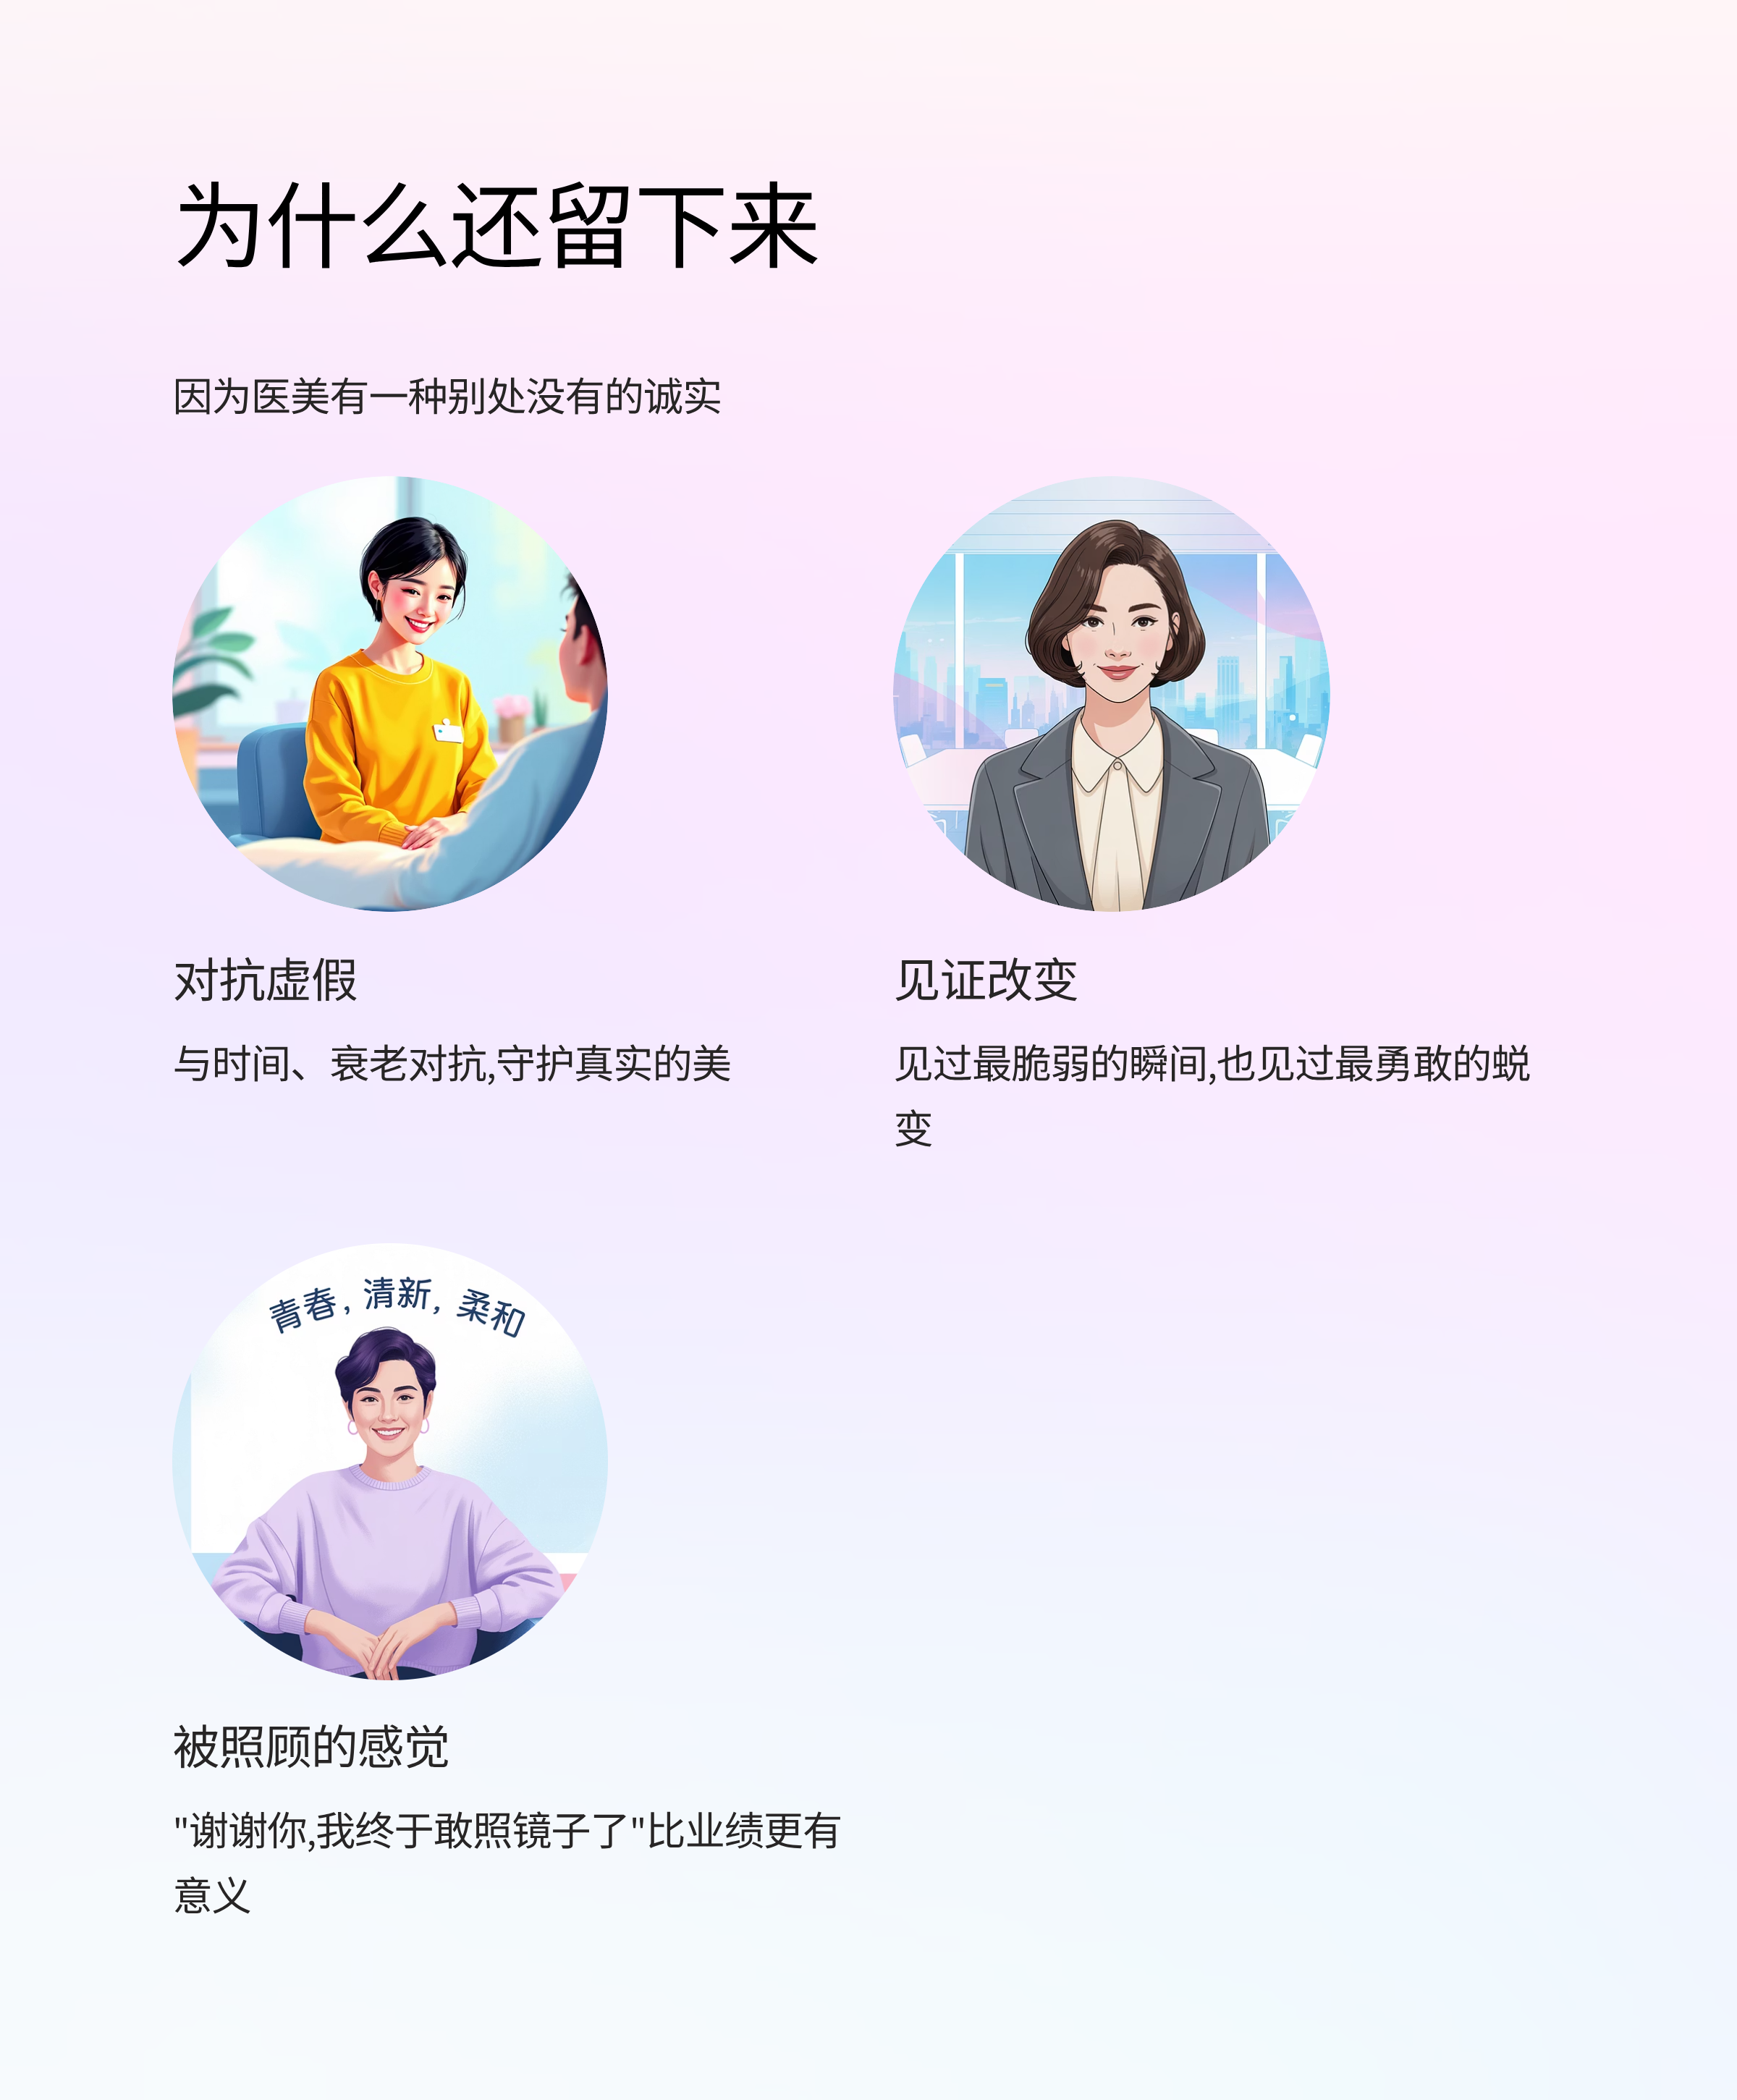 为什么还留下来
因为医美有一种别处没有的诚实
对抗虚假
与时间、衰老对抗,守护真实的美
见证改变
见过最脆弱的瞬间,也见过最勇敢的蜕
变
青春, 清新, 柔和
被照顾的感觉
"谢谢你,我终于敢照镜子了"比业绩更有
意义